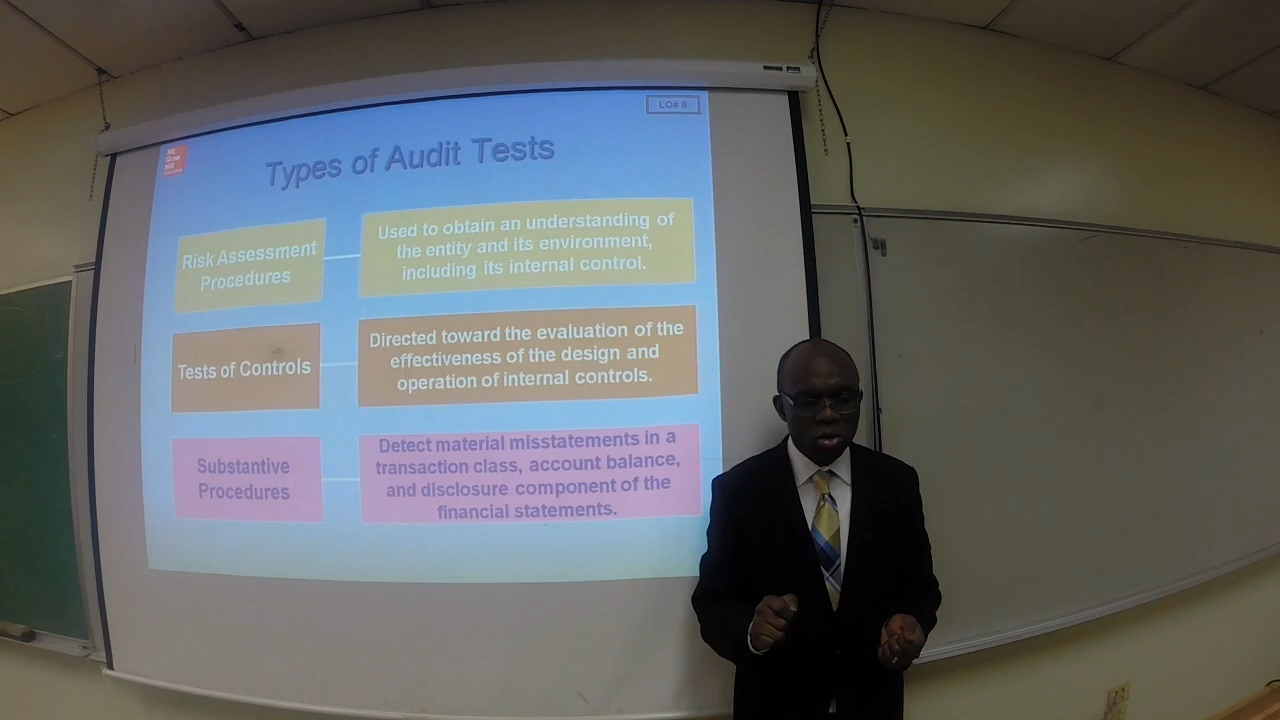 LO# 9
Mc
Graw
Hill
Education
Types of Audit Tests
Risk Assessment
Procedures
Used to obtain an understanding of
the entity and its environment,
including its internal control.
Tests of Controls
Directed toward the evaluation of the
effectiveness of the design and
operation of internal controls.
Substantive
Procedures
Detect material misstatements in a
transaction class, account balance,
and disclosure component of the
financial statements.